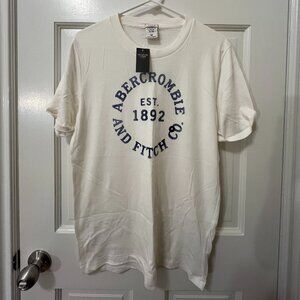 ABERCROMBIE
EST.
1892
AND FITCH CO.